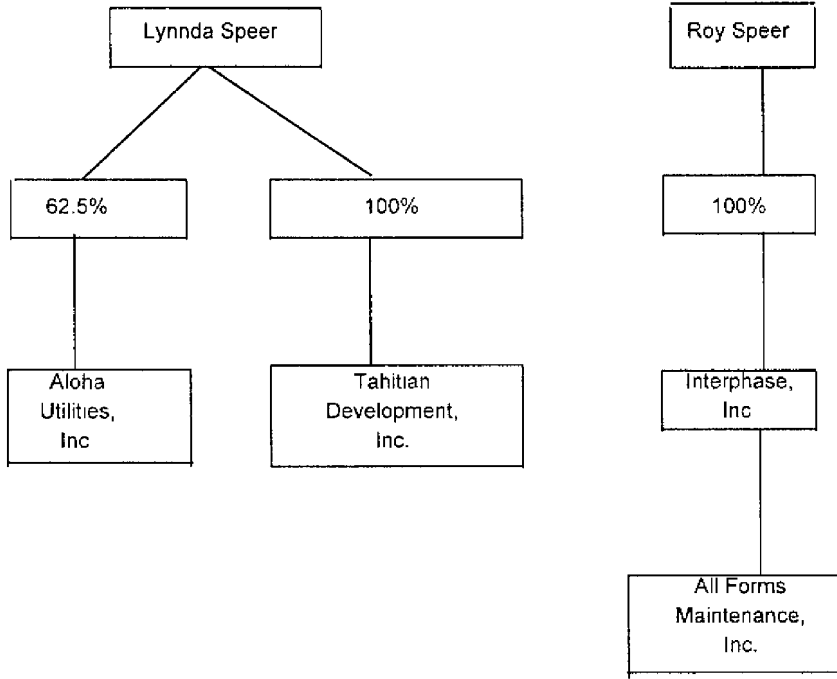 Lynnda Speer
Roy Speer
62.5%
100%
100%
Aloha
Utilities,
Inc
Tahitian
Development,
Inc.
Interphase,
Inc
All Forms
Maintenance,
Inc.